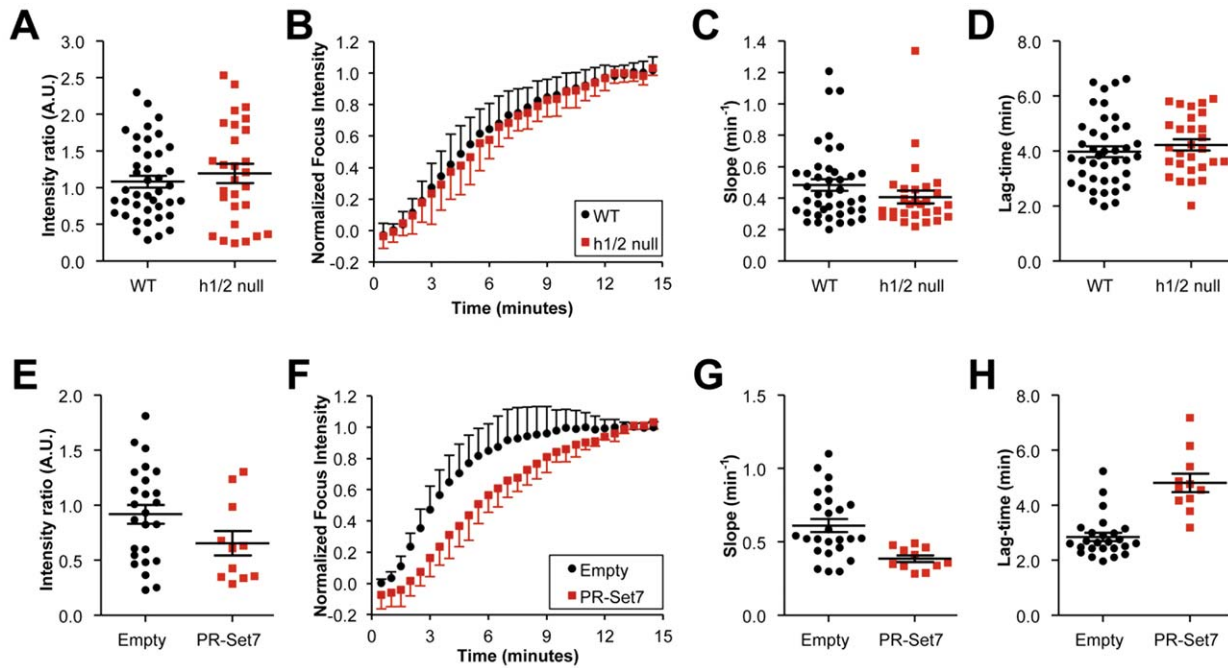 A
Intensity ratio (A.U.)
3.0
2.5
2.0
1.5
1.0
0.5
0.0
WT
h1/2 null
B
Normalized Focus Intensity
1.2
1.0
0.8
0.6
0.4
0.2
0.0
-0.2
0
3
6
9
12
15
Time (minutes)
WT
h1/2 null
C
Slope (min⁻¹)
1.4
1.2
1.0
0.8
0.6
0.4
0.2
0.0
WT
h1/2 null
D
Lag-time (min)
8.0
6.0
4.0
2.0
0.0
WT
h1/2 null
E
Intensity ratio (A.U.)
2.0
1.5
1.0
0.5
0.0
Empty
PR-Set7
F
Normalized Focus Intensity
1.2
1.0
0.8
0.6
0.4
0.2
0.0
-0.2
0
3
6
9
12
15
Time (minutes)
Empty
PR-Set7
G
Slope (min⁻¹)
1.5
1.0
0.5
0.0
Empty
PR-Set7
H
Lag-time (min)
8.0
6.0
4.0
2.0
0.0
Empty
PR-Set7